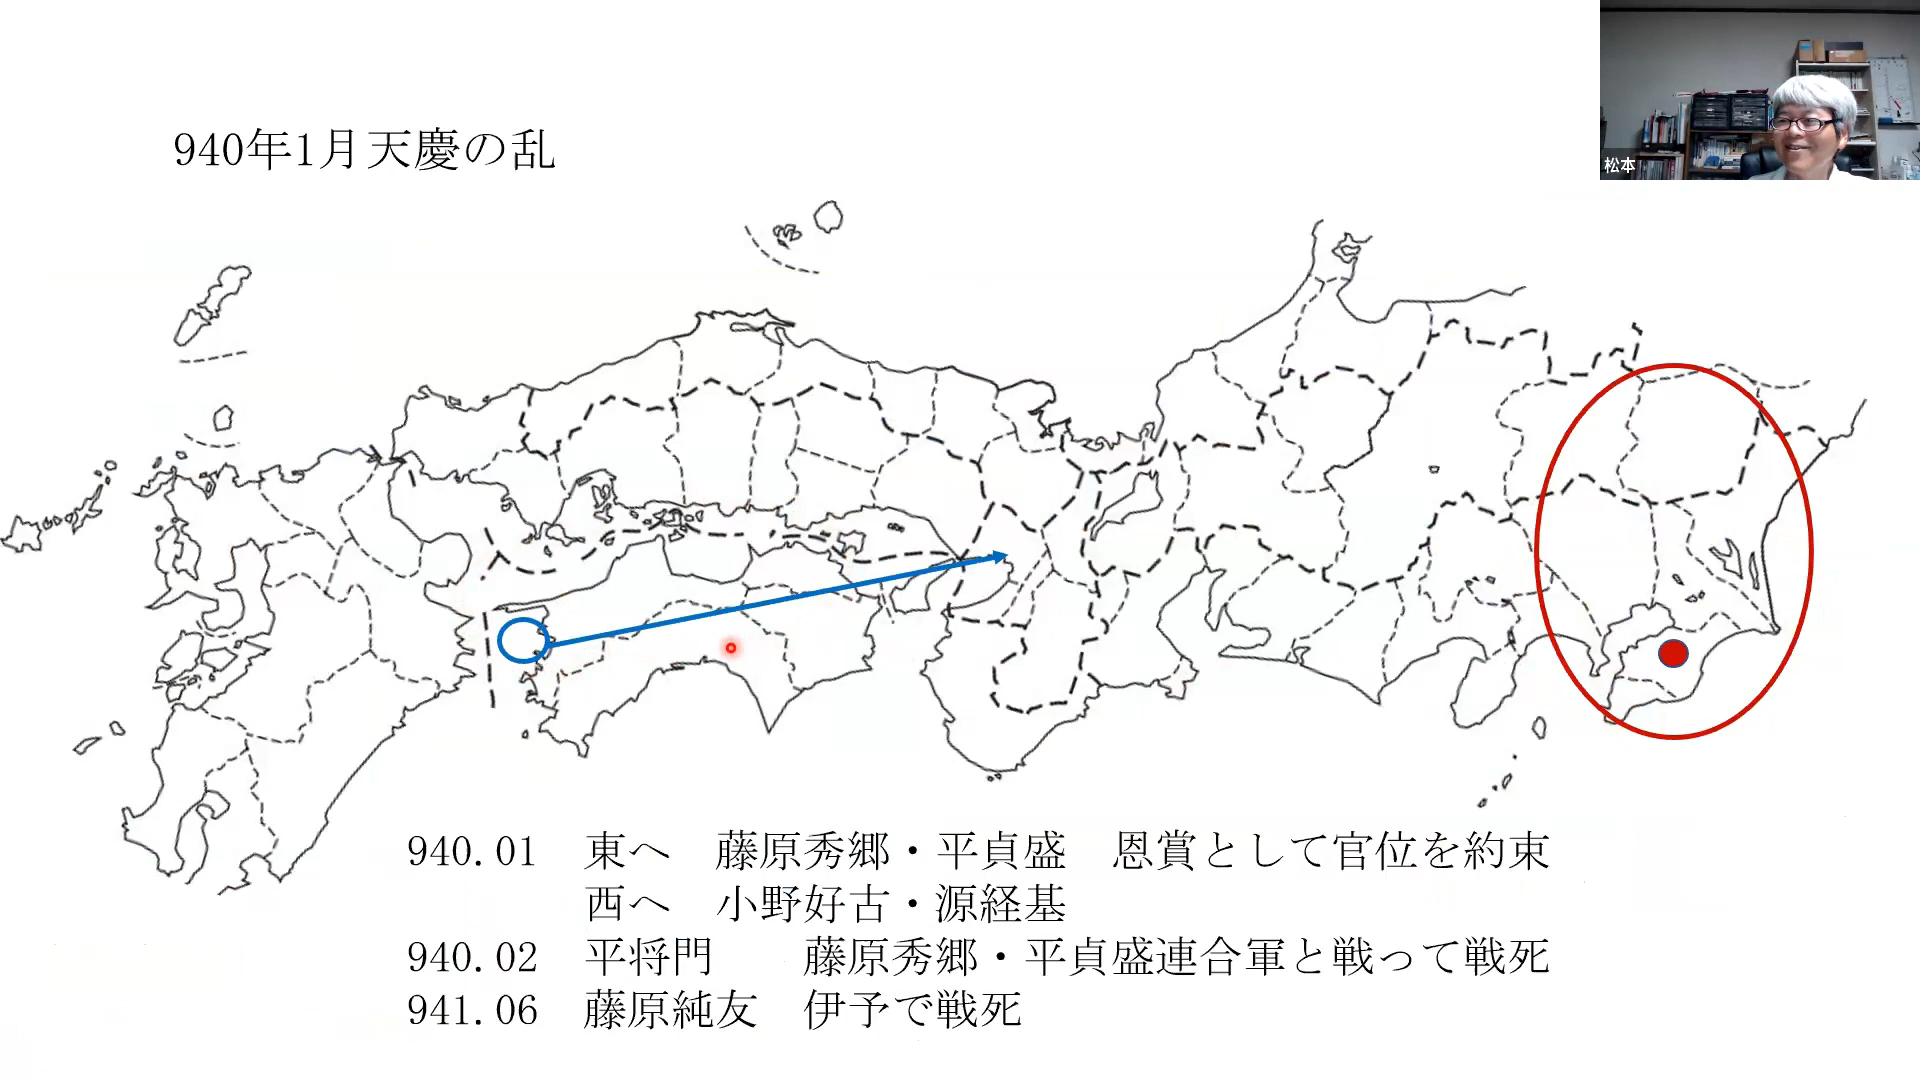 松本
940年1月天慶の乱
940.01　東へ　藤原秀郷・平貞盛　恩賞として官位を約束
西へ　小野好古・源経基
940.02　平将門　　藤原秀郷・平貞盛連合軍と戦って戦死
941.06　藤原純友　伊予で戦死